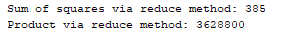 Sum of squares via reduce method: 385
Product via reduce method: 3628800